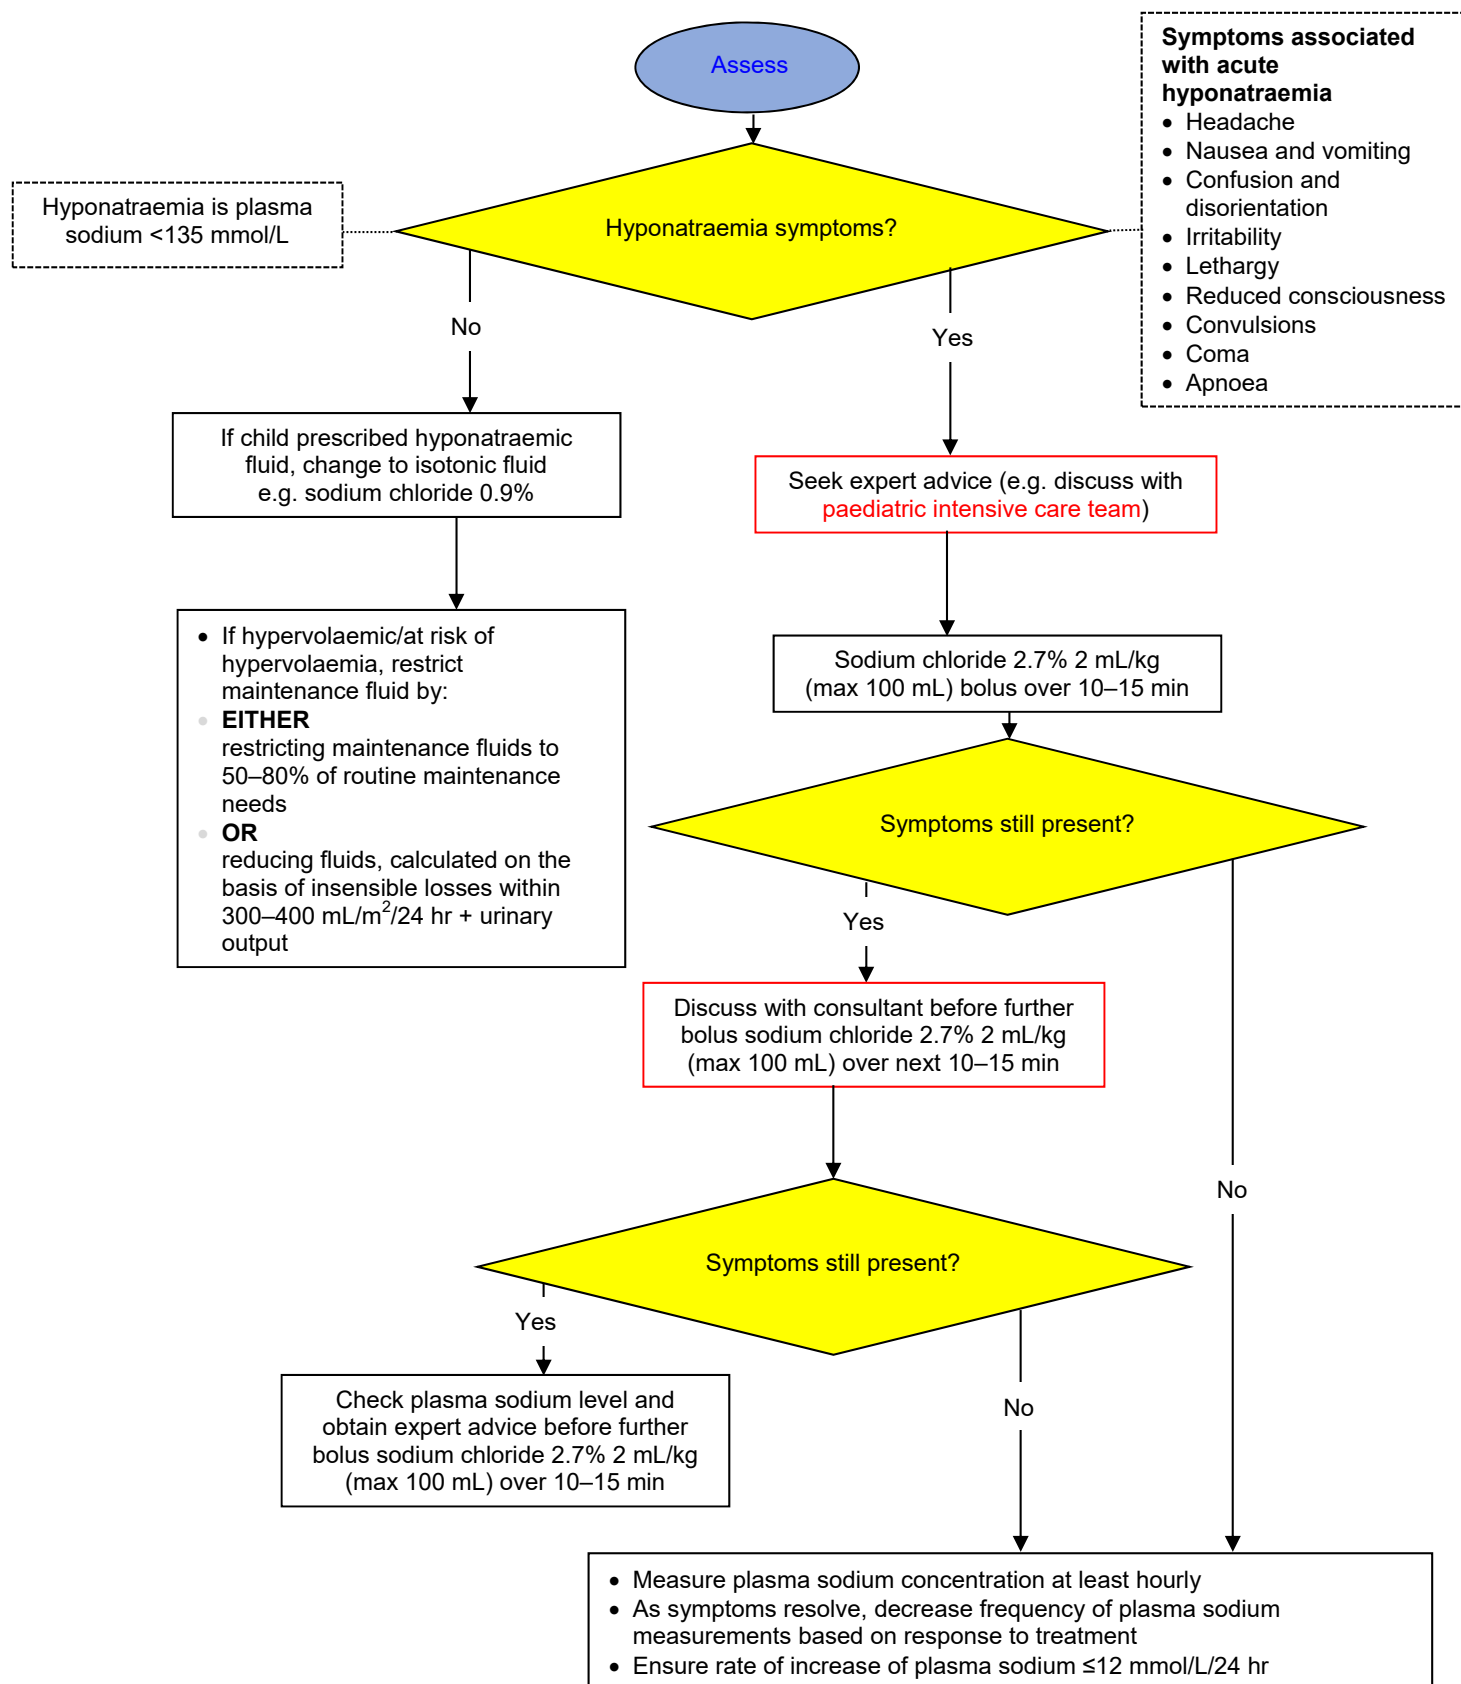 Assess
Symptoms associated
with acute
hyponatraemia
• Headache
• Nausea and vomiting
• Confusion and
disorientation
• Irritability
• Lethargy
• Reduced consciousness
• Convulsions
• Coma
• Apnoea
Hyponatraemia is plasma
sodium <135 mmol/L
Hyponatraemia symptoms?
No
Yes
If child prescribed hyponatraemic
fluid, change to isotonic fluid
e.g. sodium chloride 0.9%
Seek expert advice (e.g. discuss with
paediatric intensive care team)
• If hypervolaemic/at risk of
hypervolaemia, restrict
maintenance fluid by:
• EITHER
restricting maintenance fluids to
50–80% of routine maintenance
needs
• OR
reducing fluids, calculated on the
basis of insensible losses within
300–400 mL/m²/24 hr + urinary
output
Sodium chloride 2.7% 2 mL/kg
(max 100 mL) bolus over 10–15 min
Symptoms still present?
Yes
Discuss with consultant before further
bolus sodium chloride 2.7% 2 mL/kg
(max 100 mL) over next 10–15 min
No
Symptoms still present?
Yes
Check plasma sodium level and
obtain expert advice before further
bolus sodium chloride 2.7% 2 mL/kg
(max 100 mL) over 10–15 min
No
• Measure plasma sodium concentration at least hourly
• As symptoms resolve, decrease frequency of plasma sodium
measurements based on response to treatment
• Ensure rate of increase of plasma sodium ≤12 mmol/L/24 hr